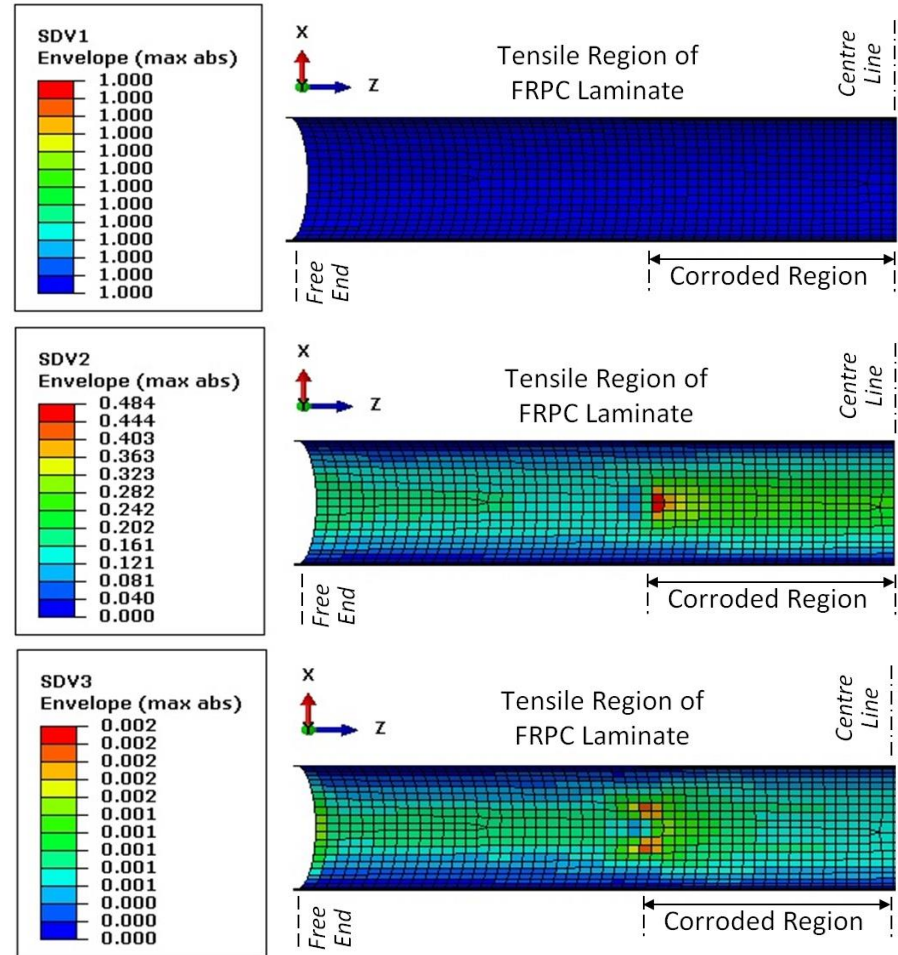 SDV1
Envelope (max abs)
1.000
1.000
1.000
1.000
1.000
1.000
1.000
1.000
1.000
1.000
1.000
1.000
1.000
X
Z
Y
Tensile Region of
FRPC Laminate
Centre
Line
Free
End
Corroded Region
SDV2
Envelope (max abs)
0.484
0.444
0.403
0.363
0.323
0.282
0.242
0.202
0.161
0.121
0.081
0.040
0.000
X
Z
Y
Tensile Region of
FRPC Laminate
Centre
Line
Free
End
Corroded Region
SDV3
Envelope (max abs)
0.002
0.002
0.002
0.002
0.001
0.001
0.001
0.001
0.001
0.000
0.000
0.000
X
Z
Y
Tensile Region of
FRPC Laminate
Centre
Line
Free
End
Corroded Region